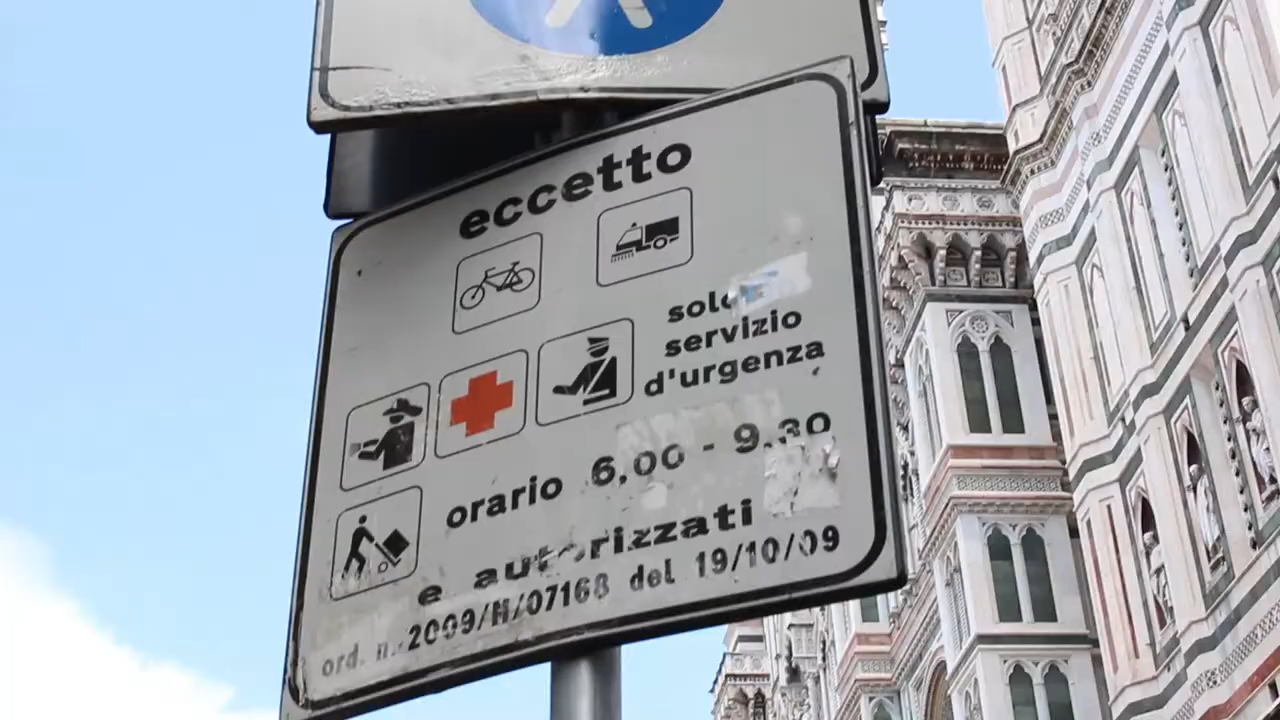 eccetto
solo
servizio
d'urgenza
orario 6,00 - 9.30
e autorizzati
ord. n. 2009/M/07168 del 19/10/09